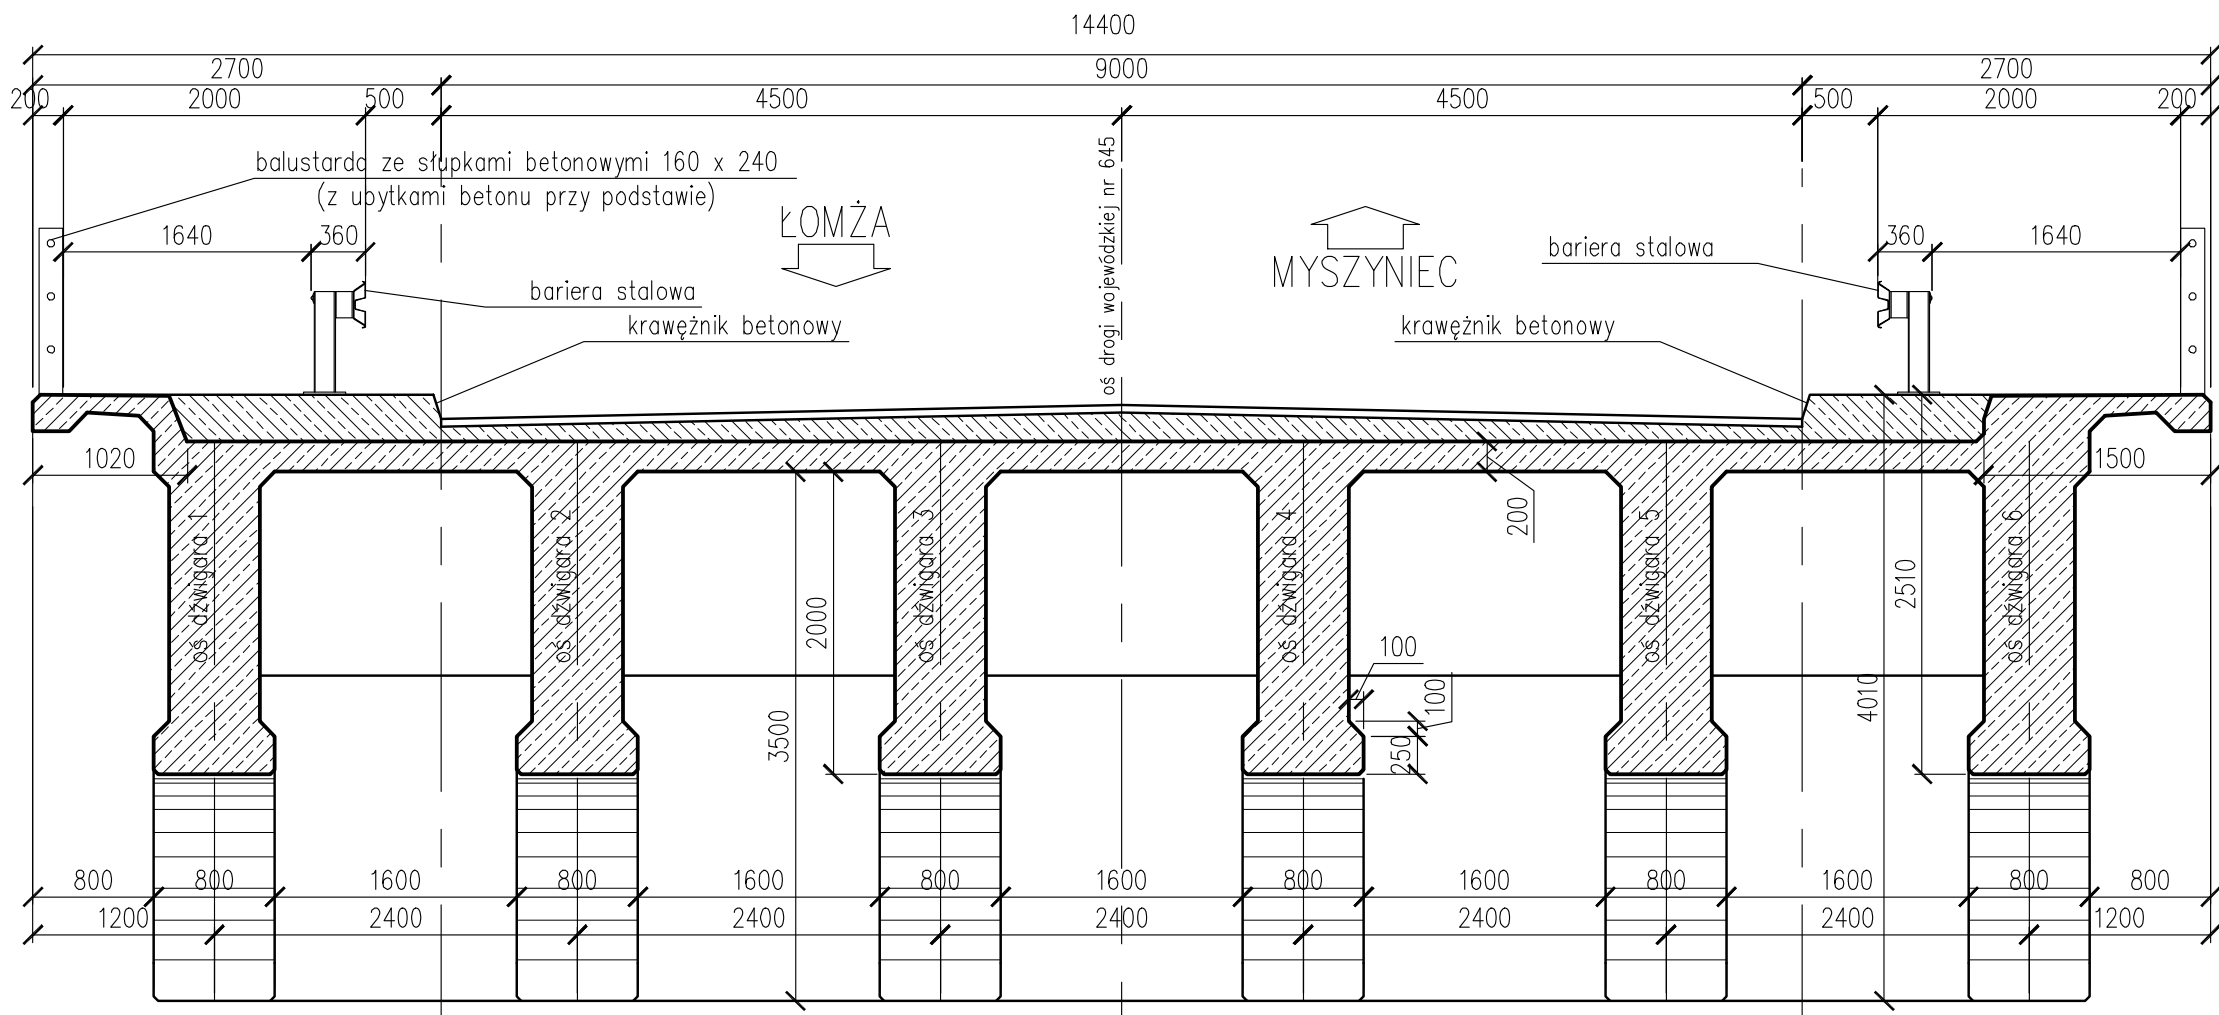 14400
2700 9000 2700
200 2000 500 4500 4500 500 2000 200
balustarda ze słupkami betonowymi 160 x 240
(z ubytkami betonu przy podstawie)
oś drogi wojewódzkiej nr 645
ŁOMŻA
MYSZYNIEC
1640 360 360 1640
bariera stalowa
bariera stalowa
krawężnik betonowy
krawężnik betonowy
1020 1500
200
oś dźwigara 1
oś dźwigara 2
oś dźwigara 3
oś dźwigara 4
oś dźwigara 5
oś dźwigara 6
2000
2510
100
100
250
3500
4010
800 800 1600 800 1600 800 1600 800 1600 800 1600 800 800
1200 2400 2400 2400 2400 2400 1200